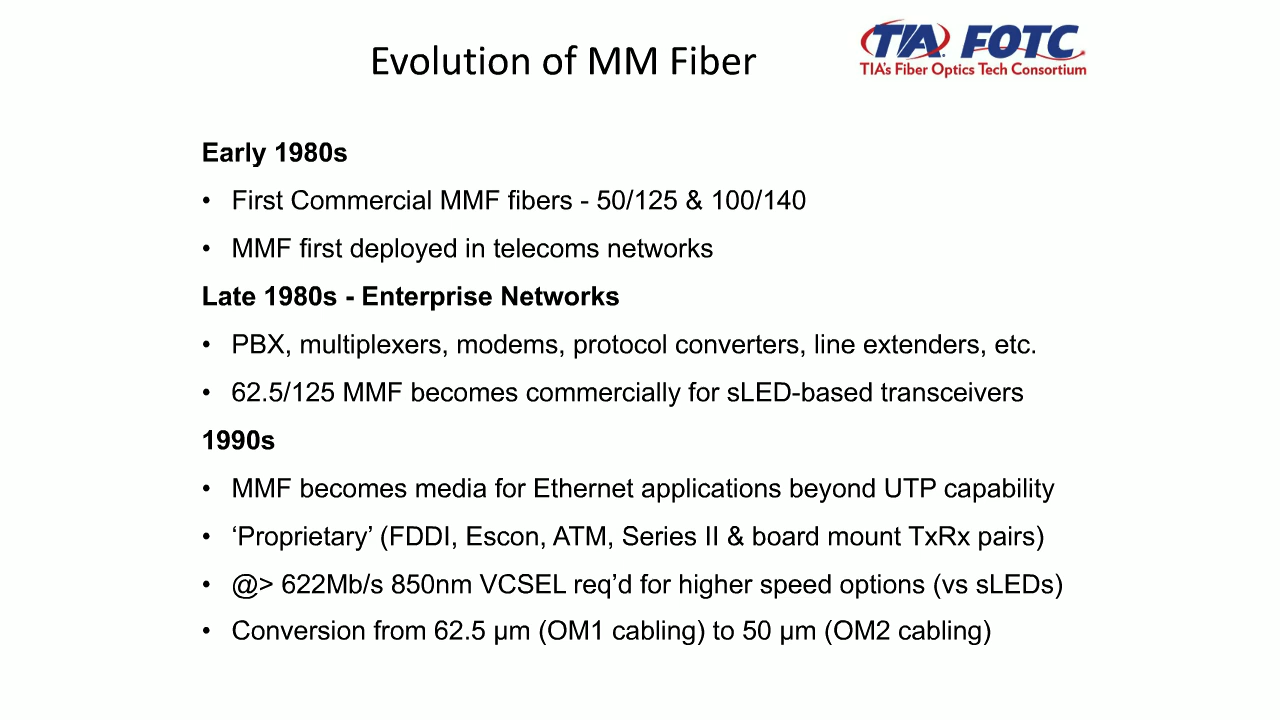 Evolution of MM Fiber
TIA FOTC
TIA's Fiber Optics Tech Consortium
Early 1980s
• First Commercial MMF fibers - 50/125 & 100/140
• MMF first deployed in telecoms networks
Late 1980s - Enterprise Networks
• PBX, multiplexers, modems, protocol converters, line extenders, etc.
• 62.5/125 MMF becomes commercially for sLED-based transceivers
1990s
• MMF becomes media for Ethernet applications beyond UTP capability
• ‘Proprietary’ (FDDI, Escon, ATM, Series II & board mount TxRx pairs)
• @> 622Mb/s 850nm VCSEL req’d for higher speed options (vs sLEDs)
• Conversion from 62.5 µm (OM1 cabling) to 50 µm (OM2 cabling)